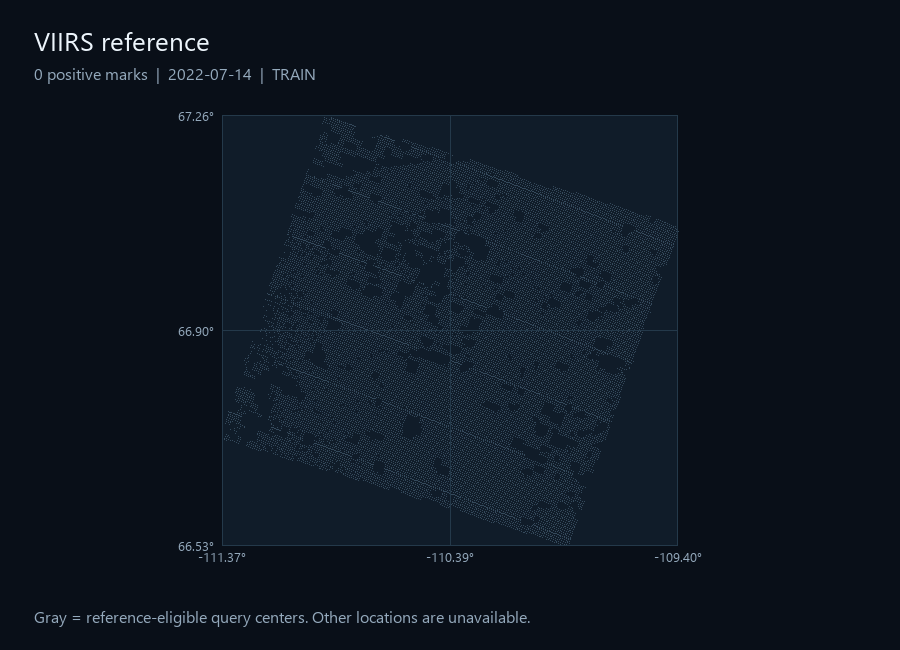 VIIRS reference
0 positive marks | 2022-07-14 | TRAIN
67.26°
66.90°
66.53°
-111.37°
-110.39°
-109.40°
Gray = reference-eligible query centers. Other locations are unavailable.